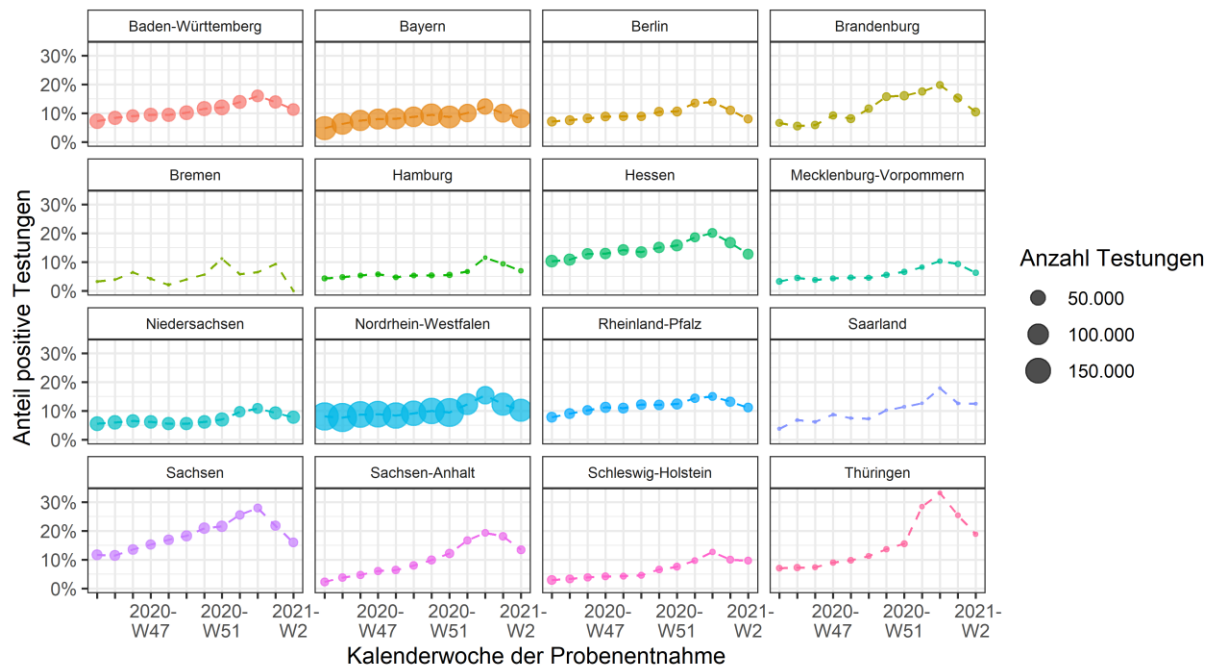 Baden-Württemberg
Bayern
Berlin
Brandenburg
30%
20%
10%
0%
Bremen
Hamburg
Hessen
Mecklenburg-Vorpommern
30%
20%
10%
0%
Niedersachsen
Nordrhein-Westfalen
Rheinland-Pfalz
Saarland
30%
20%
10%
0%
Sachsen
Sachsen-Anhalt
Schleswig-Holstein
Thüringen
30%
20%
10%
0%
Anteil positive Testungen
2020-
W47
2020-
W51
2021-
W2
2020-
W47
2020-
W51
2021-
W2
2020-
W47
2020-
W51
2021-
W2
2020-
W47
2020-
W51
2021-
W2
Kalenderwoche der Probenentnahme
Anzahl Testungen
50.000
100.000
150.000